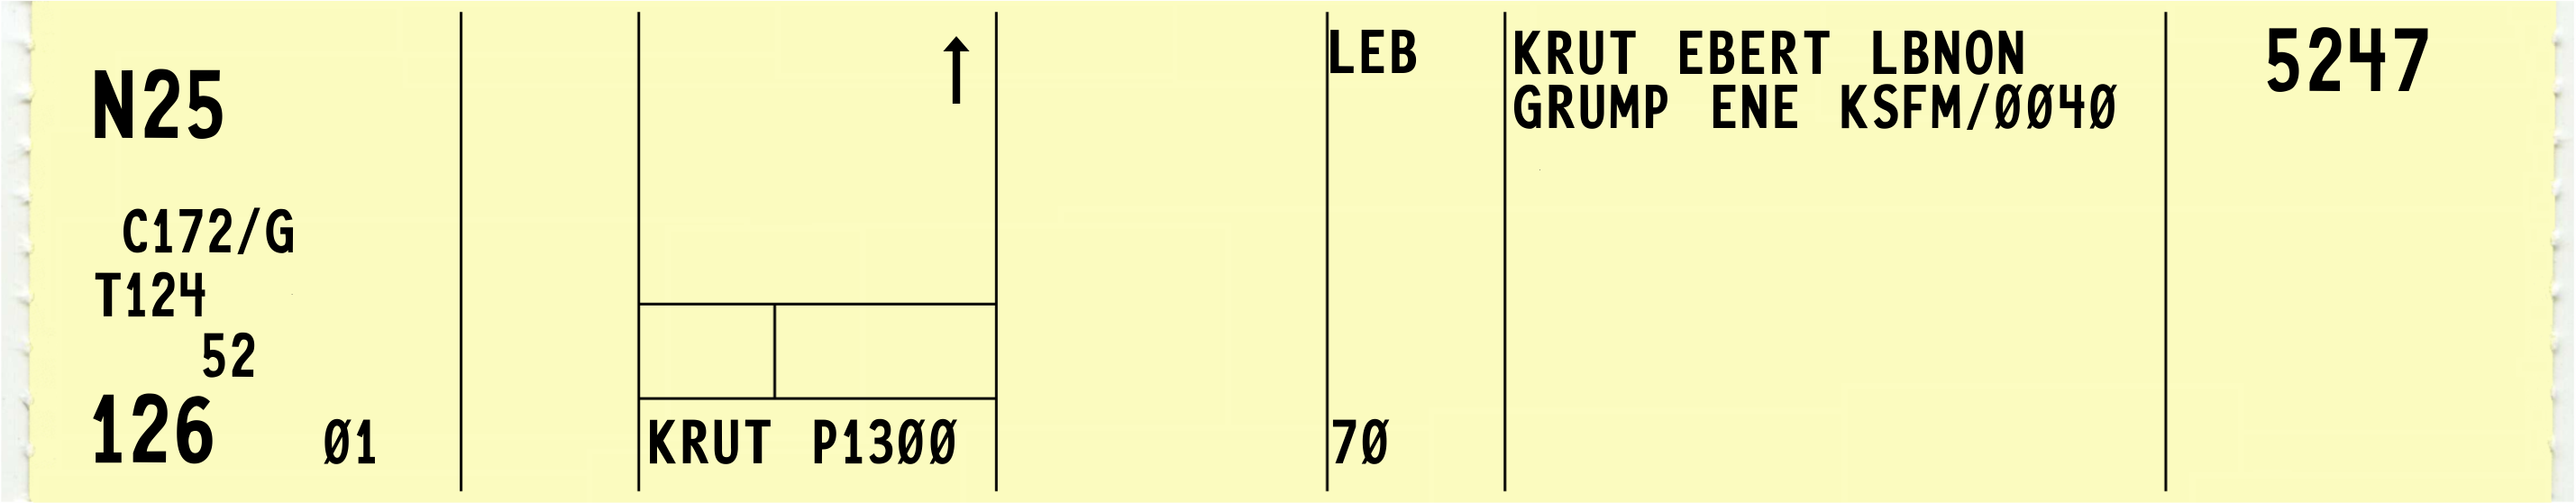 N25
C172/G
T124
52
126 Ø1
↑
KRUT P13ØØ
LEB
7Ø
KRUT EBERT LBNON
GRUMP ENE KSFM/ØØ4Ø
5247